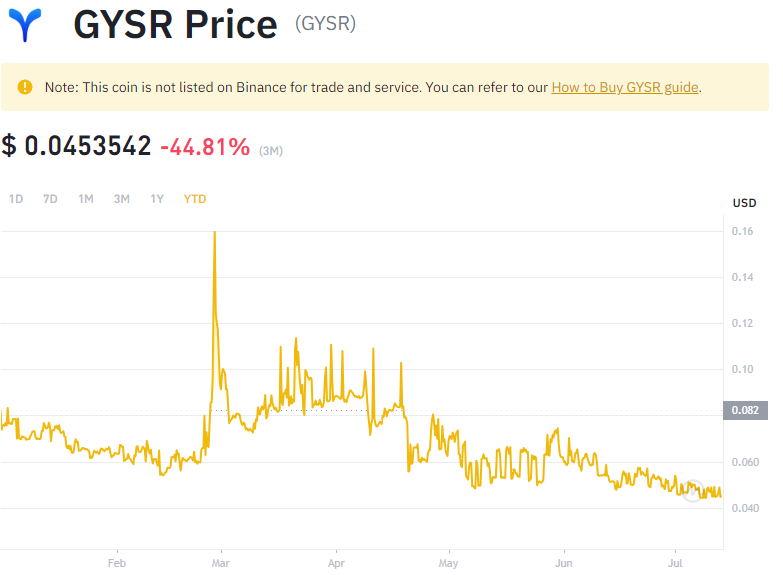 GYSR Price (GYSR)
Note: This coin is not listed on Binance for trade and service. You can refer to our How to Buy GYSR guide.
$ 0.0453542 -44.81% (3M)
1D 7D 1M 3M 1Y YTD
USD
0.16
0.14
0.12
0.10
0.082
0.060
0.040
Feb Mar Apr May Jun Jul